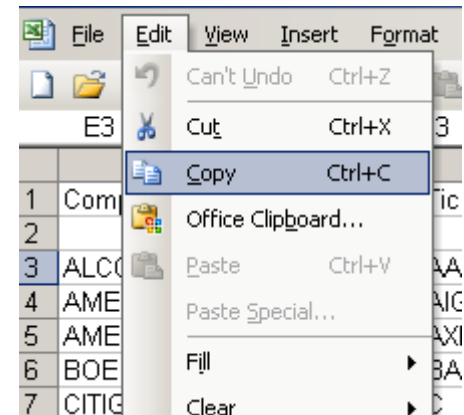 File Edit View Insert Format
Can't Undo Ctrl+Z
E3 Cut Ctrl+X 3
Copy Ctrl+C
1 Comp Tic
Office Clipboard...
2
3 ALCO Paste Ctrl+V AA
4 AME Paste Special... AIG
5 AME AXP
6 BOE Fill BA
7 CITIG Clear C